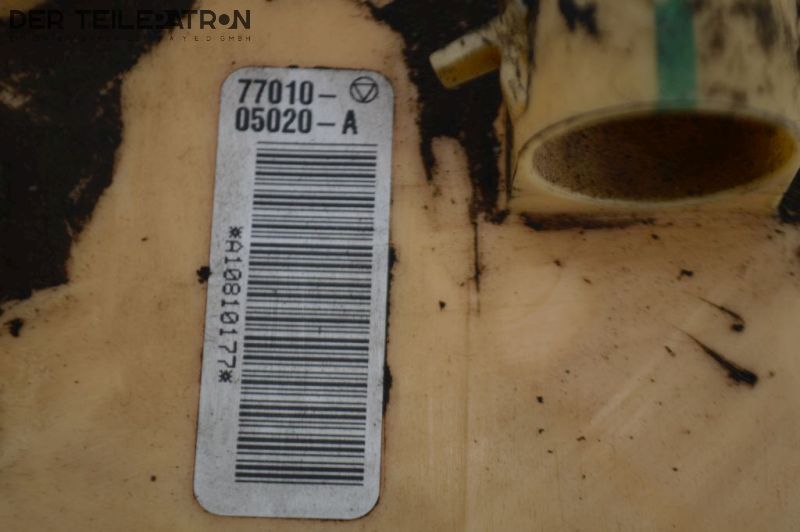 DER TEILEPATRON
77010-
05020-A
*A10810177*